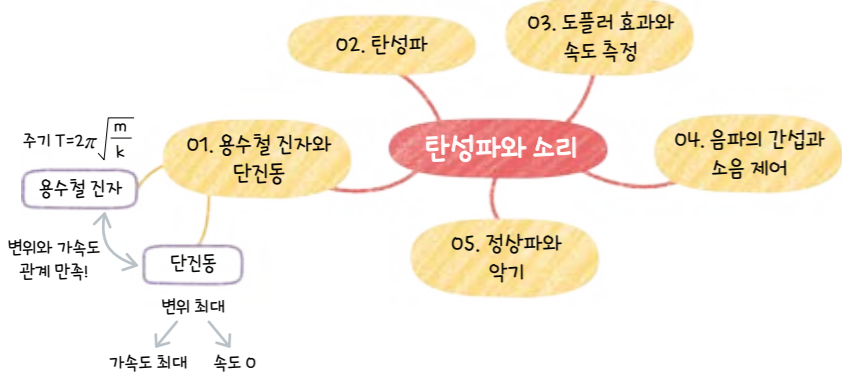 탄성파와 소리
01. 용수철 진자와
단진동
주기 T=2π√(m/k)
용수철 진자
변위와 가속도
관계 만족!
단진동
변위 최대
가속도 최대
속도 0
02. 탄성파
03. 도플러 효과와
속도 측정
04. 음파의 간섭과
소음 제어
05. 정상파와
악기